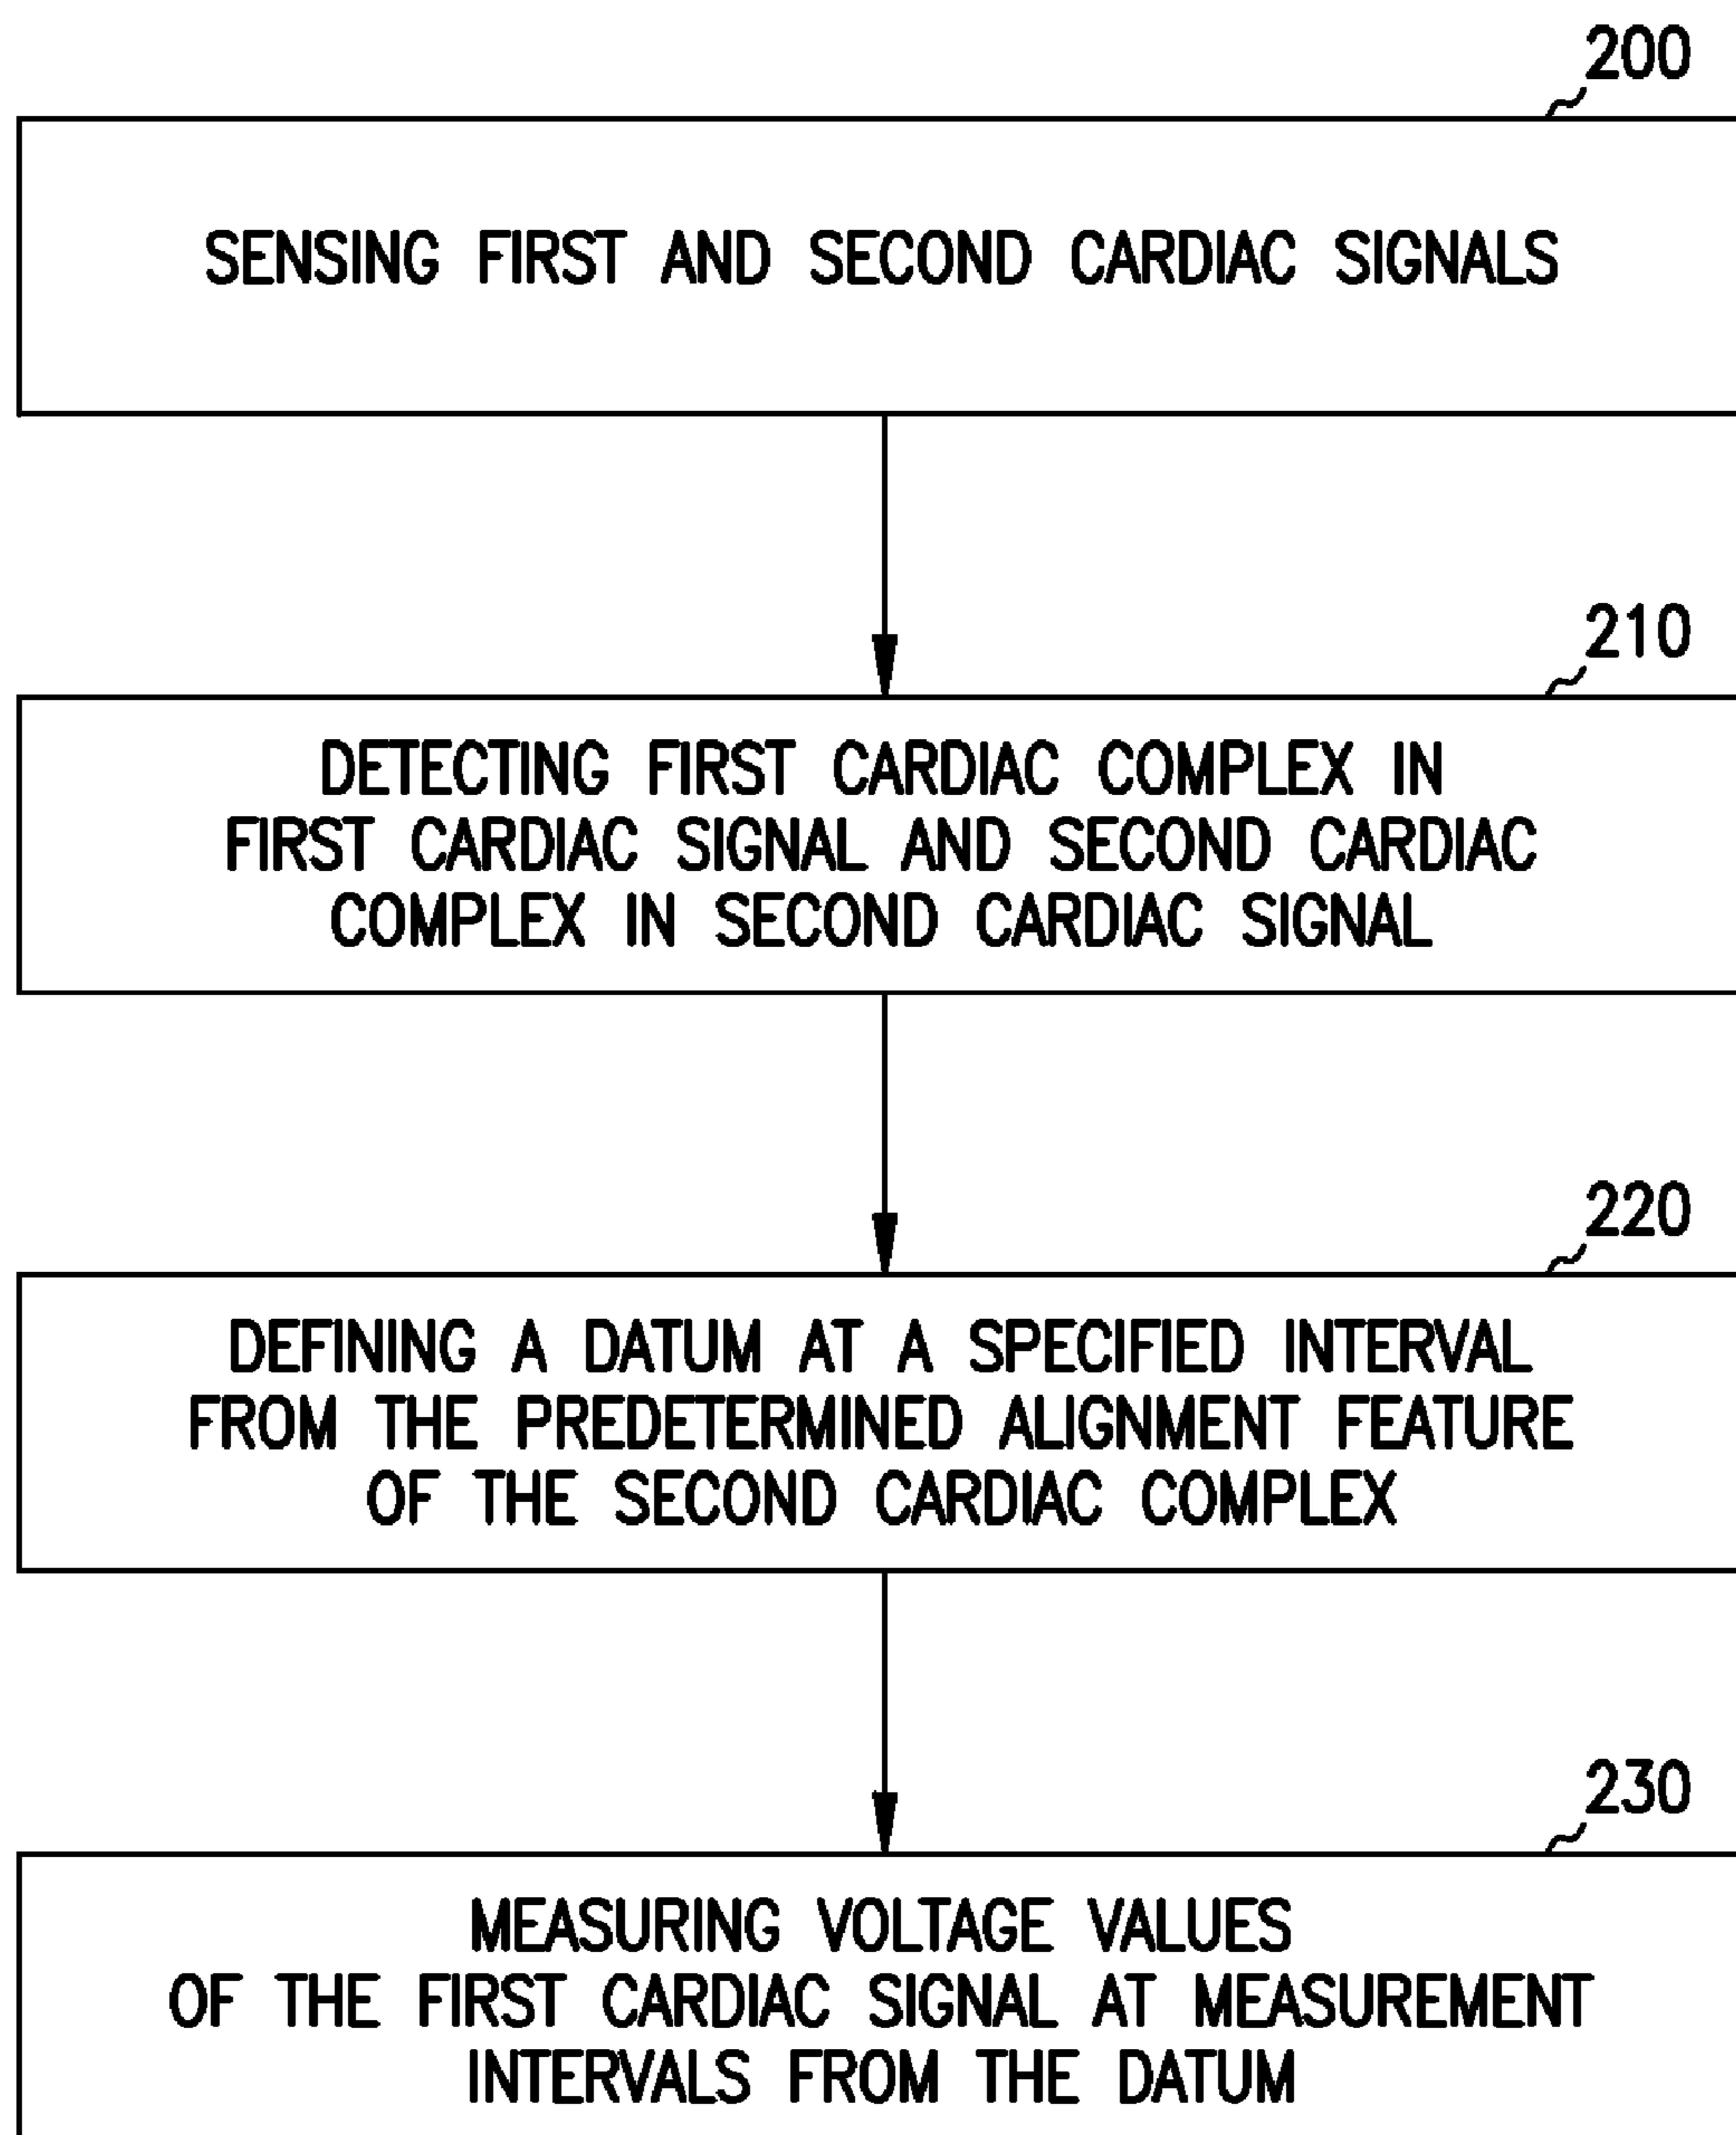 200
SENSING FIRST AND SECOND CARDIAC SIGNALS
210
DETECTING FIRST CARDIAC COMPLEX IN
FIRST CARDIAC SIGNAL AND SECOND CARDIAC
COMPLEX IN SECOND CARDIAC SIGNAL
220
DEFINING A DATUM AT A SPECIFIED INTERVAL
FROM THE PREDETERMINED ALIGNMENT FEATURE
OF THE SECOND CARDIAC COMPLEX
230
MEASURING VOLTAGE VALUES
OF THE FIRST CARDIAC SIGNAL AT MEASUREMENT
INTERVALS FROM THE DATUM